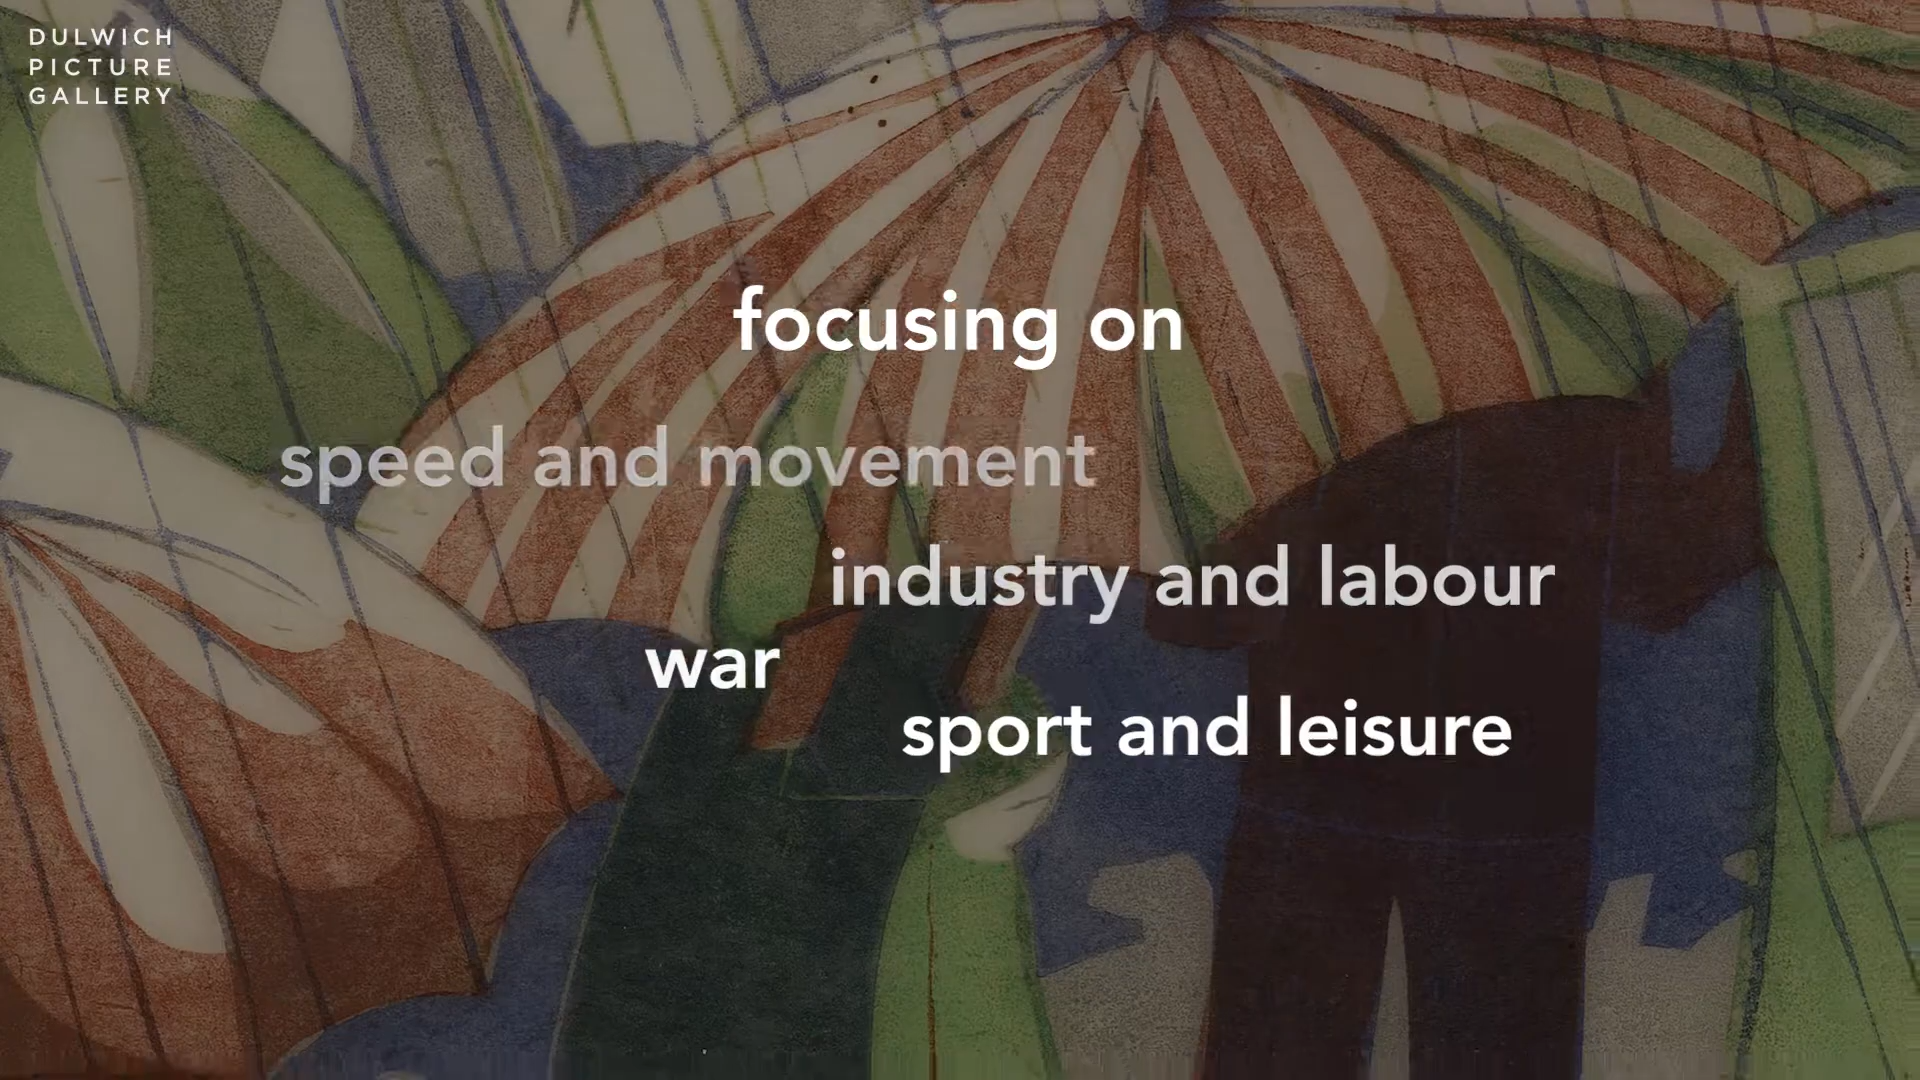 DULWICH
PICTURE
GALLERY
focusing on
speed and movement
industry and labour
war
sport and leisure